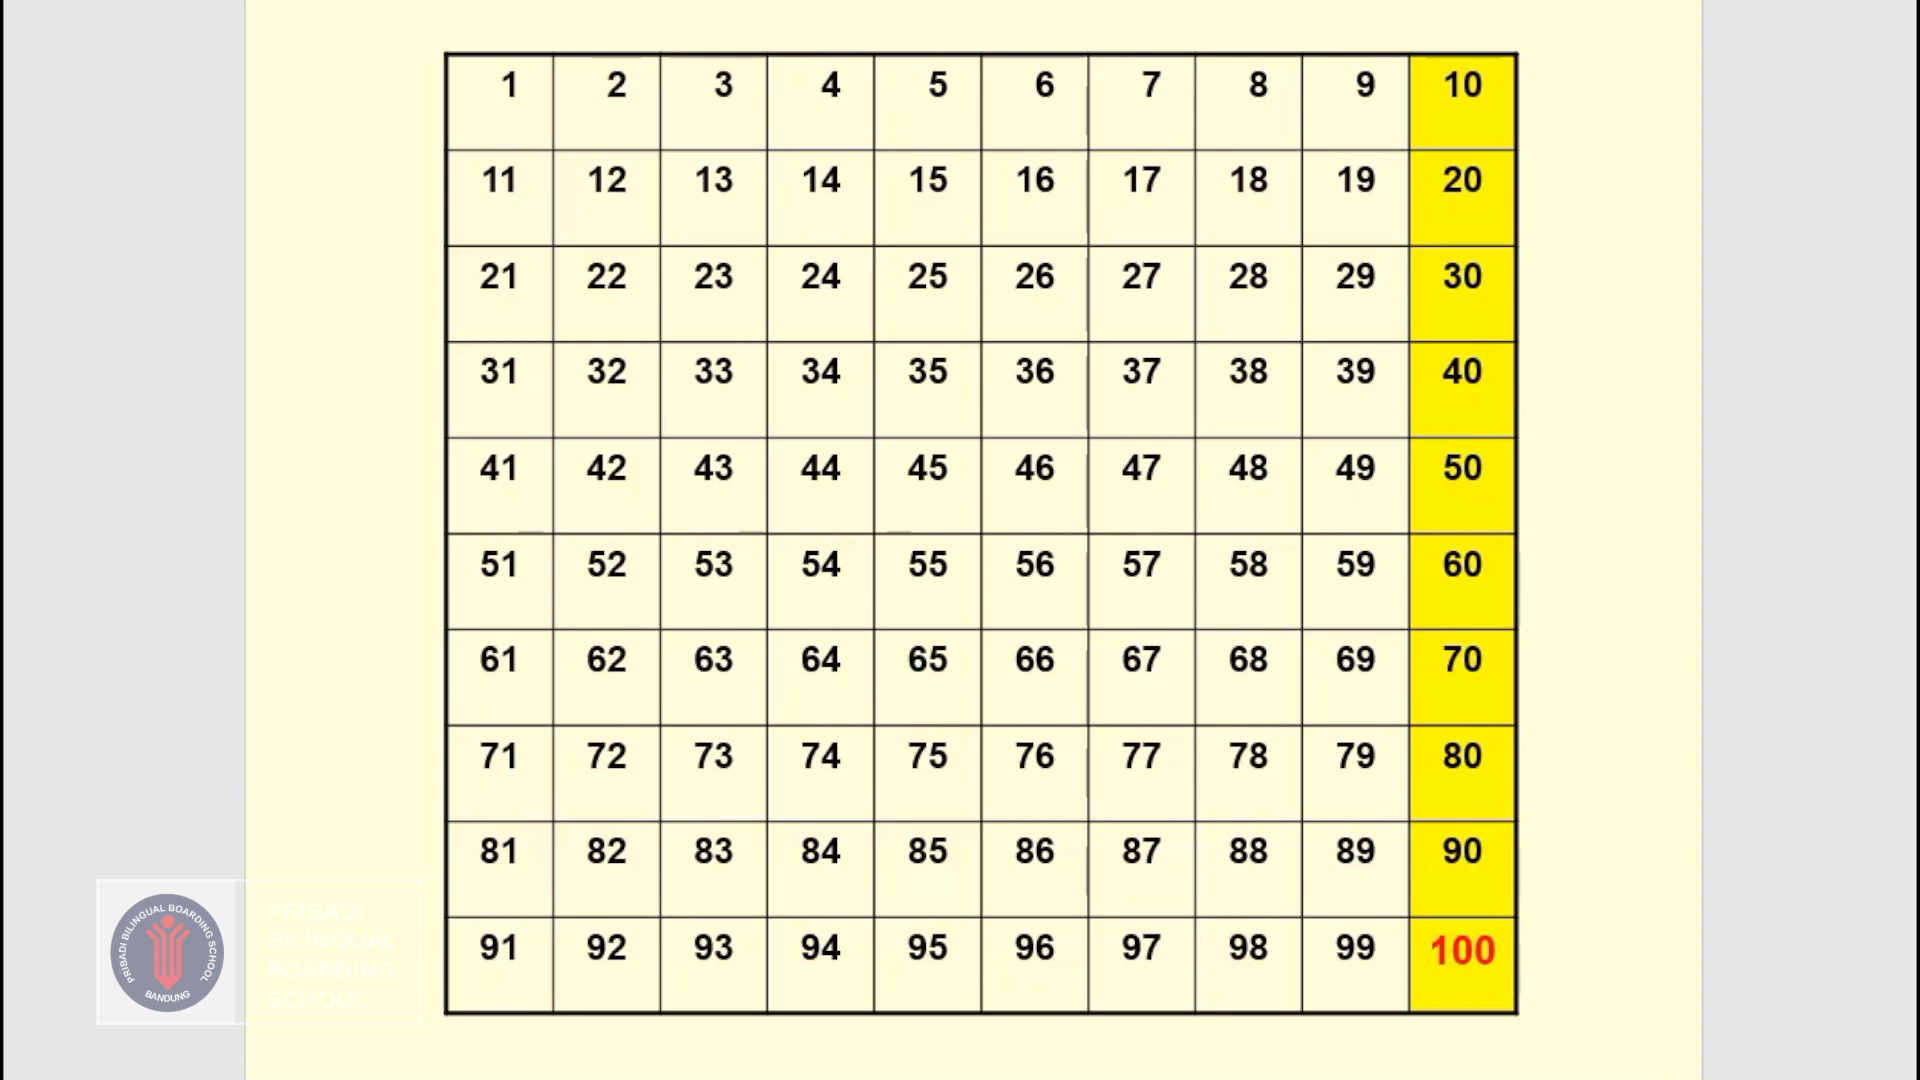 1 2 3 4 5 6 7 8 9 10
11 12 13 14 15 16 17 18 19 20
21 22 23 24 25 26 27 28 29 30
31 32 33 34 35 36 37 38 39 40
41 42 43 44 45 46 47 48 49 50
51 52 53 54 55 56 57 58 59 60
61 62 63 64 65 66 67 68 69 70
71 72 73 74 75 76 77 78 79 80
81 82 83 84 85 86 87 88 89 90
91 92 93 94 95 96 97 98 99 100
PRIBADI BILINGUAL BOARDING SCHOOL
BANDUNG
PRIBADI
BILINGUAL
BOARDING
SCHOOL